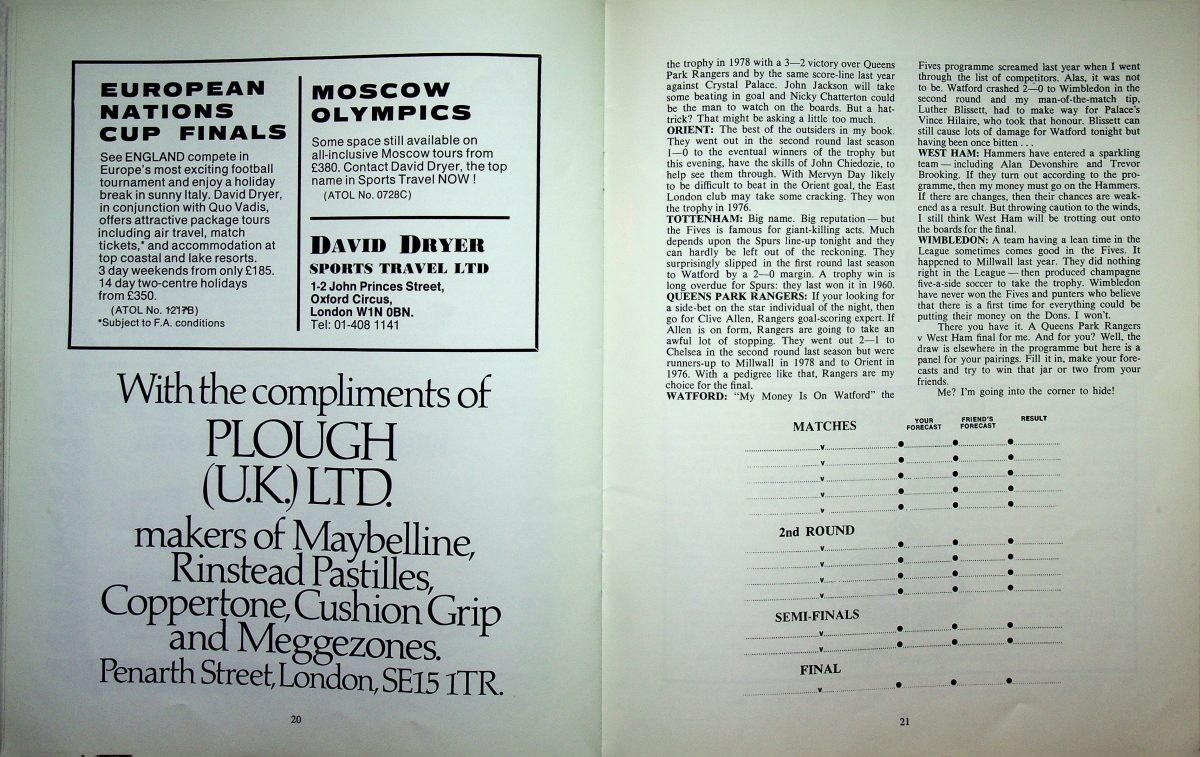 EUROPEAN
NATIONS
CUP FINALS
See ENGLAND compete in
Europe's most exciting football
tournament and enjoy a holiday
break in sunny Italy. David Dryer,
in conjunction with Quo Vadis,
offers attractive package tours
including air travel, match
tickets,* and accommodation at
top coastal and lake resorts.
3 day weekends from only £185.
14 day two-centre holidays
from £350.
(ATOL No. 1217B)
*Subject to F.A. conditions
MOSCOW
OLYMPICS
Some space still available on
all-inclusive Moscow tours from
£380. Contact David Dryer, the top
name in Sports Travel NOW !
(ATOL No. 0728C)
DAVID DRYER
SPORTS TRAVEL LTD
1-2 John Princes Street,
Oxford Circus,
London W1N 0BN.
Tel: 01-408 1141
With the compliments of
PLOUGH
(U.K.) LTD.
makers of Maybelline,
Rinstead Pastilles,
Coppertone, Cushion Grip
and Meggezones.
Penarth Street, London, SE15 1TR.
20
the trophy in 1978 with a 3—2 victory over Queens
Park Rangers and by the same score-line last year
against Crystal Palace. John Jackson will take
some beating in goal and Nicky Chatterton could
be the man to watch on the boards. But a hat-
trick? That might be asking a little too much.
ORIENT: The best of the outsiders in my book.
They went out in the second round last season
1—0 to the eventual winners of the trophy but
this evening, have the skills of John Chiedozie, to
help see them through. With Mervyn Day likely
to be difficult to beat in the Orient goal, the East
London club may take some cracking. They won
the trophy in 1976.
TOTTENHAM: Big name. Big reputation — but
the Fives is famous for giant-killing acts. Much
depends upon the Spurs line-up tonight and they
can hardly be left out of the reckoning. They
surprisingly slipped in the first round last season
to Watford by a 2—0 margin. A trophy win is
long overdue for Spurs: they last won it in 1960.
QUEENS PARK RANGERS: If your looking for
a side-bet on the star individual of the night, then
go for Clive Allen, Rangers goal-scoring expert. If
Allen is on form, Rangers are going to take an
awful lot of stopping. They went out 2—1 to
Chelsea in the second round last season but were
runners-up to Millwall in 1978 and to Orient in
1976. With a pedigree like that, Rangers are my
choice for the final.
WATFORD: "My Money Is On Watford" the
Fives programme screamed last year when I went
through the list of competitors. Alas, it was not
to be. Watford crashed 2—0 to Wimbledon in the
second round and my man-of-the-match tip,
Luther Blissett, had to make way for Palace's
Vince Hilaire, who took that honour. Blissett can
still cause lots of damage for Watford tonight but
having been once bitten . . .
WEST HAM: Hammers have entered a sparkling
team — including Alan Devonshire and Trevor
Brooking. If they turn out according to the pro-
gramme, then my money must go on the Hammers.
If there are changes, then their chances are weak-
ened as a result. But throwing caution to the winds,
I still think West Ham will be trotting out onto
the boards for the final.
WIMBLEDON: A team having a lean time in the
League sometimes comes good in the Fives. It
happened to Millwall last year. They did nothing
right in the League — then produced champagne
five-a-side soccer to take the trophy. Wimbledon
have never won the Fives and punters who believe
that there is a first time for everything could be
putting their money on the Dons. I won't.
There you have it. A Queens Park Rangers
v West Ham final for me. And for you? Well, the
draw is elsewhere in the programme but here is a
panel for your pairings. Fill it in, make your fore-
casts and try to win that jar or two from your
friends.
Me? I'm going into the corner to hide!
MATCHES YOUR FORECAST FRIEND'S FORECAST RESULT
v
v
v
v
v
2nd ROUND
v
v
v
v
SEMI-FINALS
v
v
FINAL
v
21